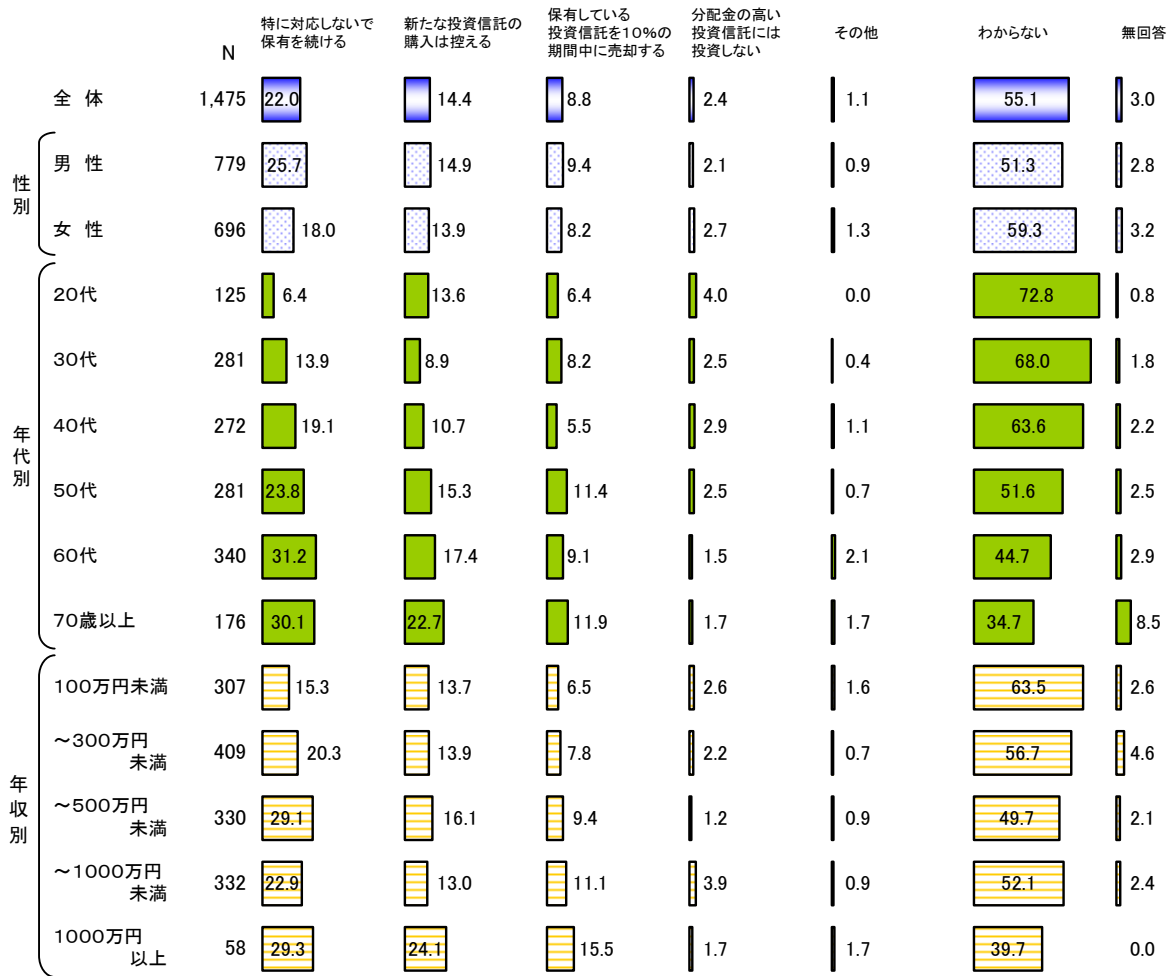 特に対応しないで
保有を続ける
新たな投資信託の
購入は控える
保有している
投資信託を10%の
期間中に売却する
分配金の高い
投資信託には
投資しない
その他
わからない
無回答
N
全 体 1,475 22.0 14.4 8.8 2.4 1.1 55.1 3.0
性別
男 性 779 25.7 14.9 9.4 2.1 0.9 51.3 2.8
女 性 696 18.0 13.9 8.2 2.7 1.3 59.3 3.2
年代別
20代 125 6.4 13.6 6.4 4.0 0.0 72.8 0.8
30代 281 13.9 8.9 8.2 2.5 0.4 68.0 1.8
40代 272 19.1 10.7 5.5 2.9 1.1 63.6 2.2
50代 281 23.8 15.3 11.4 2.5 0.7 51.6 2.5
60代 340 31.2 17.4 9.1 1.5 2.1 44.7 2.9
70歳以上 176 30.1 22.7 11.9 1.7 1.7 34.7 8.5
年収別
100万円未満 307 15.3 13.7 6.5 2.6 1.6 63.5 2.6
～300万円
未満 409 20.3 13.9 7.8 2.2 0.7 56.7 4.6
～500万円
未満 330 29.1 16.1 9.4 1.2 0.9 49.7 2.1
～1000万円
未満 332 22.9 13.0 11.1 3.9 0.9 52.1 2.4
1000万円
以上 58 29.3 24.1 15.5 1.7 1.7 39.7 0.0